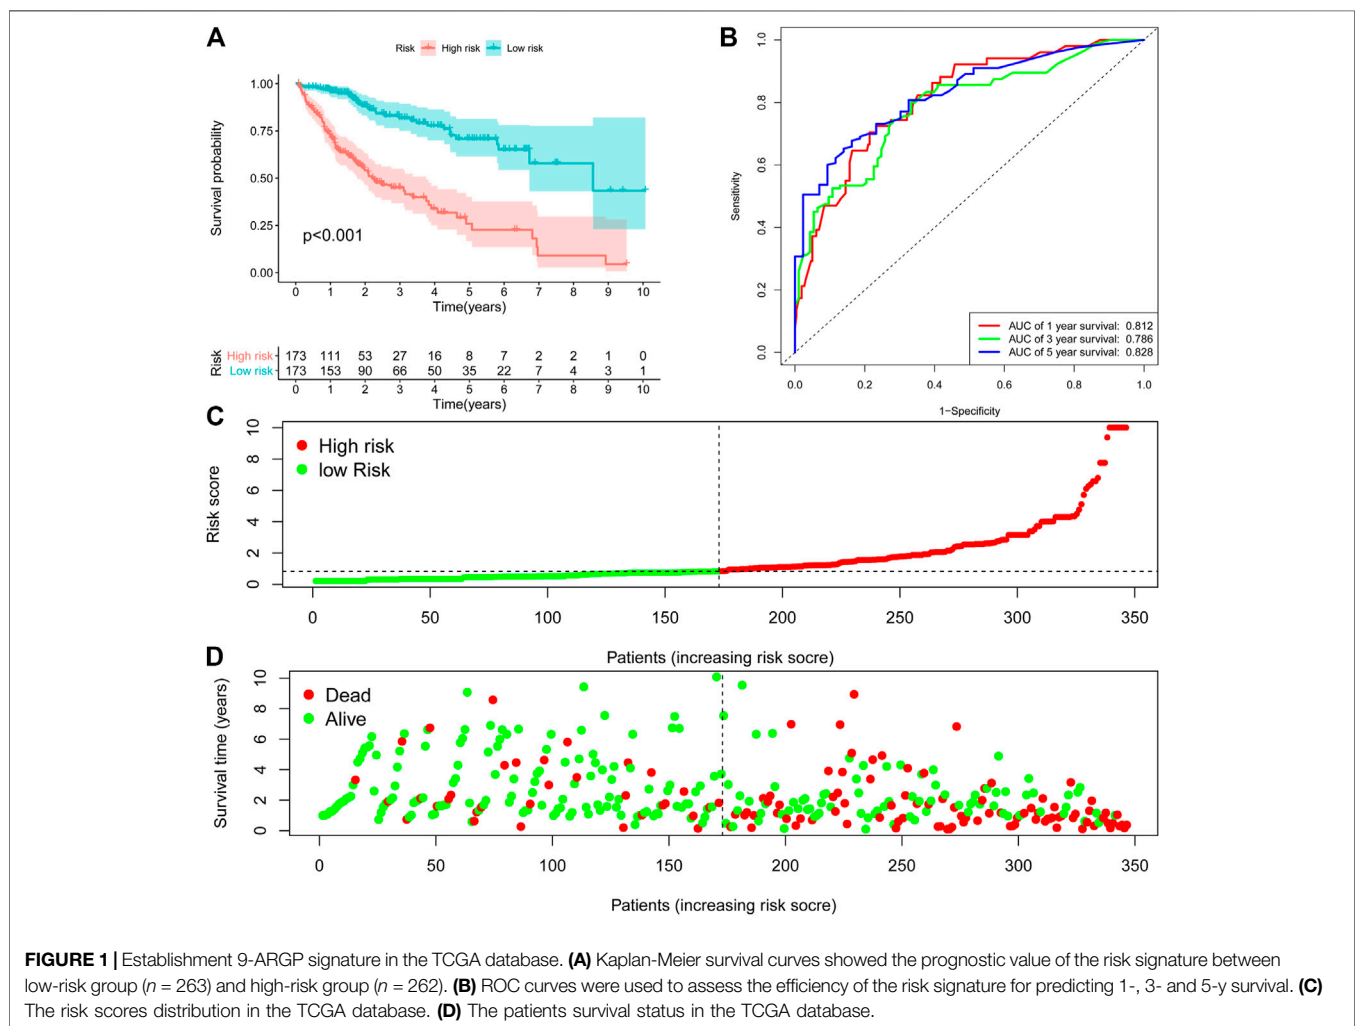 A
Risk High risk Low risk
Survival probability
1.00
0.75
0.50
0.25
0.00
p<0.001
0 1 2 3 4 5 6 7 8 9 10
Time(years)
Risk
High risk 173 111 53 27 16 8 7 2 2 1 0
Low risk 173 153 90 66 50 35 22 7 4 3 1
0 1 2 3 4 5 6 7 8 9 10
Time(years)
B
Sensitivity
1.0
0.8
0.6
0.4
0.2
0.0
AUC of 1 year survival: 0.812
AUC of 3 year survival: 0.786
AUC of 5 year survival: 0.828
0.0 0.2 0.4 0.6 0.8 1.0
1−Specificity
C
Risk score
10
8
6
4
2
0
High risk
low Risk
0 50 100 150 200 250 300 350
Patients (increasing risk socre)
D
Survival time (years)
10
8
6
4
2
0
Dead
Alive
0 50 100 150 200 250 300 350
Patients (increasing risk socre)
FIGURE 1 | Establishment 9-ARGP signature in the TCGA database. (A) Kaplan-Meier survival curves showed the prognostic value of the risk signature between
low-risk group (n = 263) and high-risk group (n = 262). (B) ROC curves were used to assess the efficiency of the risk signature for predicting 1-, 3- and 5-y survival. (C)
The risk scores distribution in the TCGA database. (D) The patients survival status in the TCGA database.